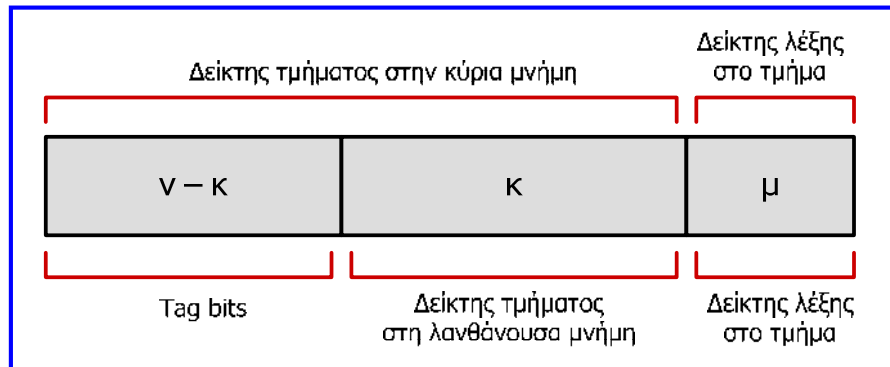 Δείκτης τμήματος στην κύρια μνήμη
Δείκτης λέξης
στο τμήμα
ν – κ
κ
μ
Tag bits
Δείκτης τμήματος
στη λανθάνουσα μνήμη
Δείκτης λέξης
στο τμήμα